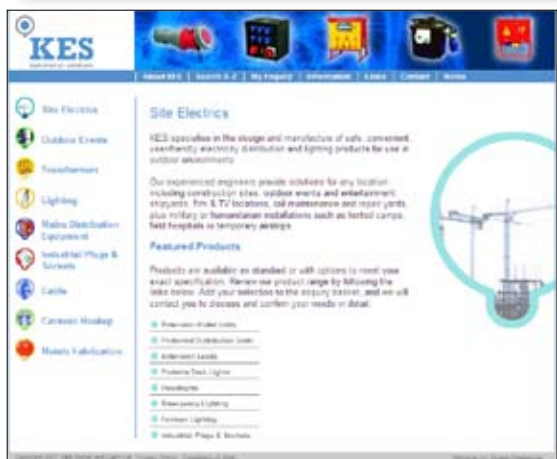 KES
About KES | Search A-Z | My Enquiry | Information | Links | Contact | Home
Site Electrics
Outdoor Events
Transformers
Lighting
Mains Distribution
Equipment
Industrial Plugs &
Sockets
Cable
Caravan Hookup
Metals Fabrication
Site Electrics
KES specialise in the design and manufacture of safe, convenient,
userfriendly electricity distribution and lighting products for use in
outdoor environments.
Our experienced engineers provide solutions for any location
including construction sites, outdoor events and entertainment,
shipyards, film & TV locations, rail maintenance and repair yards,
plus military or humanitarian installations such as tented camps,
field hospitals or temporary airstrips.
Featured Products
Products are available as standard or with options to meet your
exact specification. Review our product range by following the
links below. Add your selection to the enquiry basket, and we will
contact you to discuss and confirm your needs in detail.
Extension Outlet Units
Protected Distribution Units
Extension Leads
Portable Task Lights
Floodlights
Emergency Lighting
Festoon Lighting
Industrial Plugs & Sockets